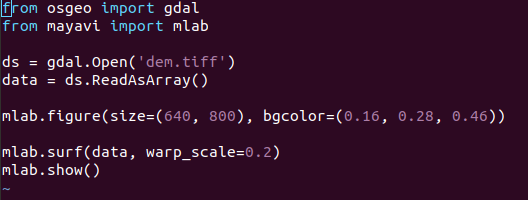 from osgeo import gdal
from mayavi import mlab

ds = gdal.Open('dem.tiff')
data = ds.ReadAsArray()

mlab.figure(size=(640, 800), bgcolor=(0.16, 0.28, 0.46))

mlab.surf(data, warp_scale=0.2)
mlab.show()
~